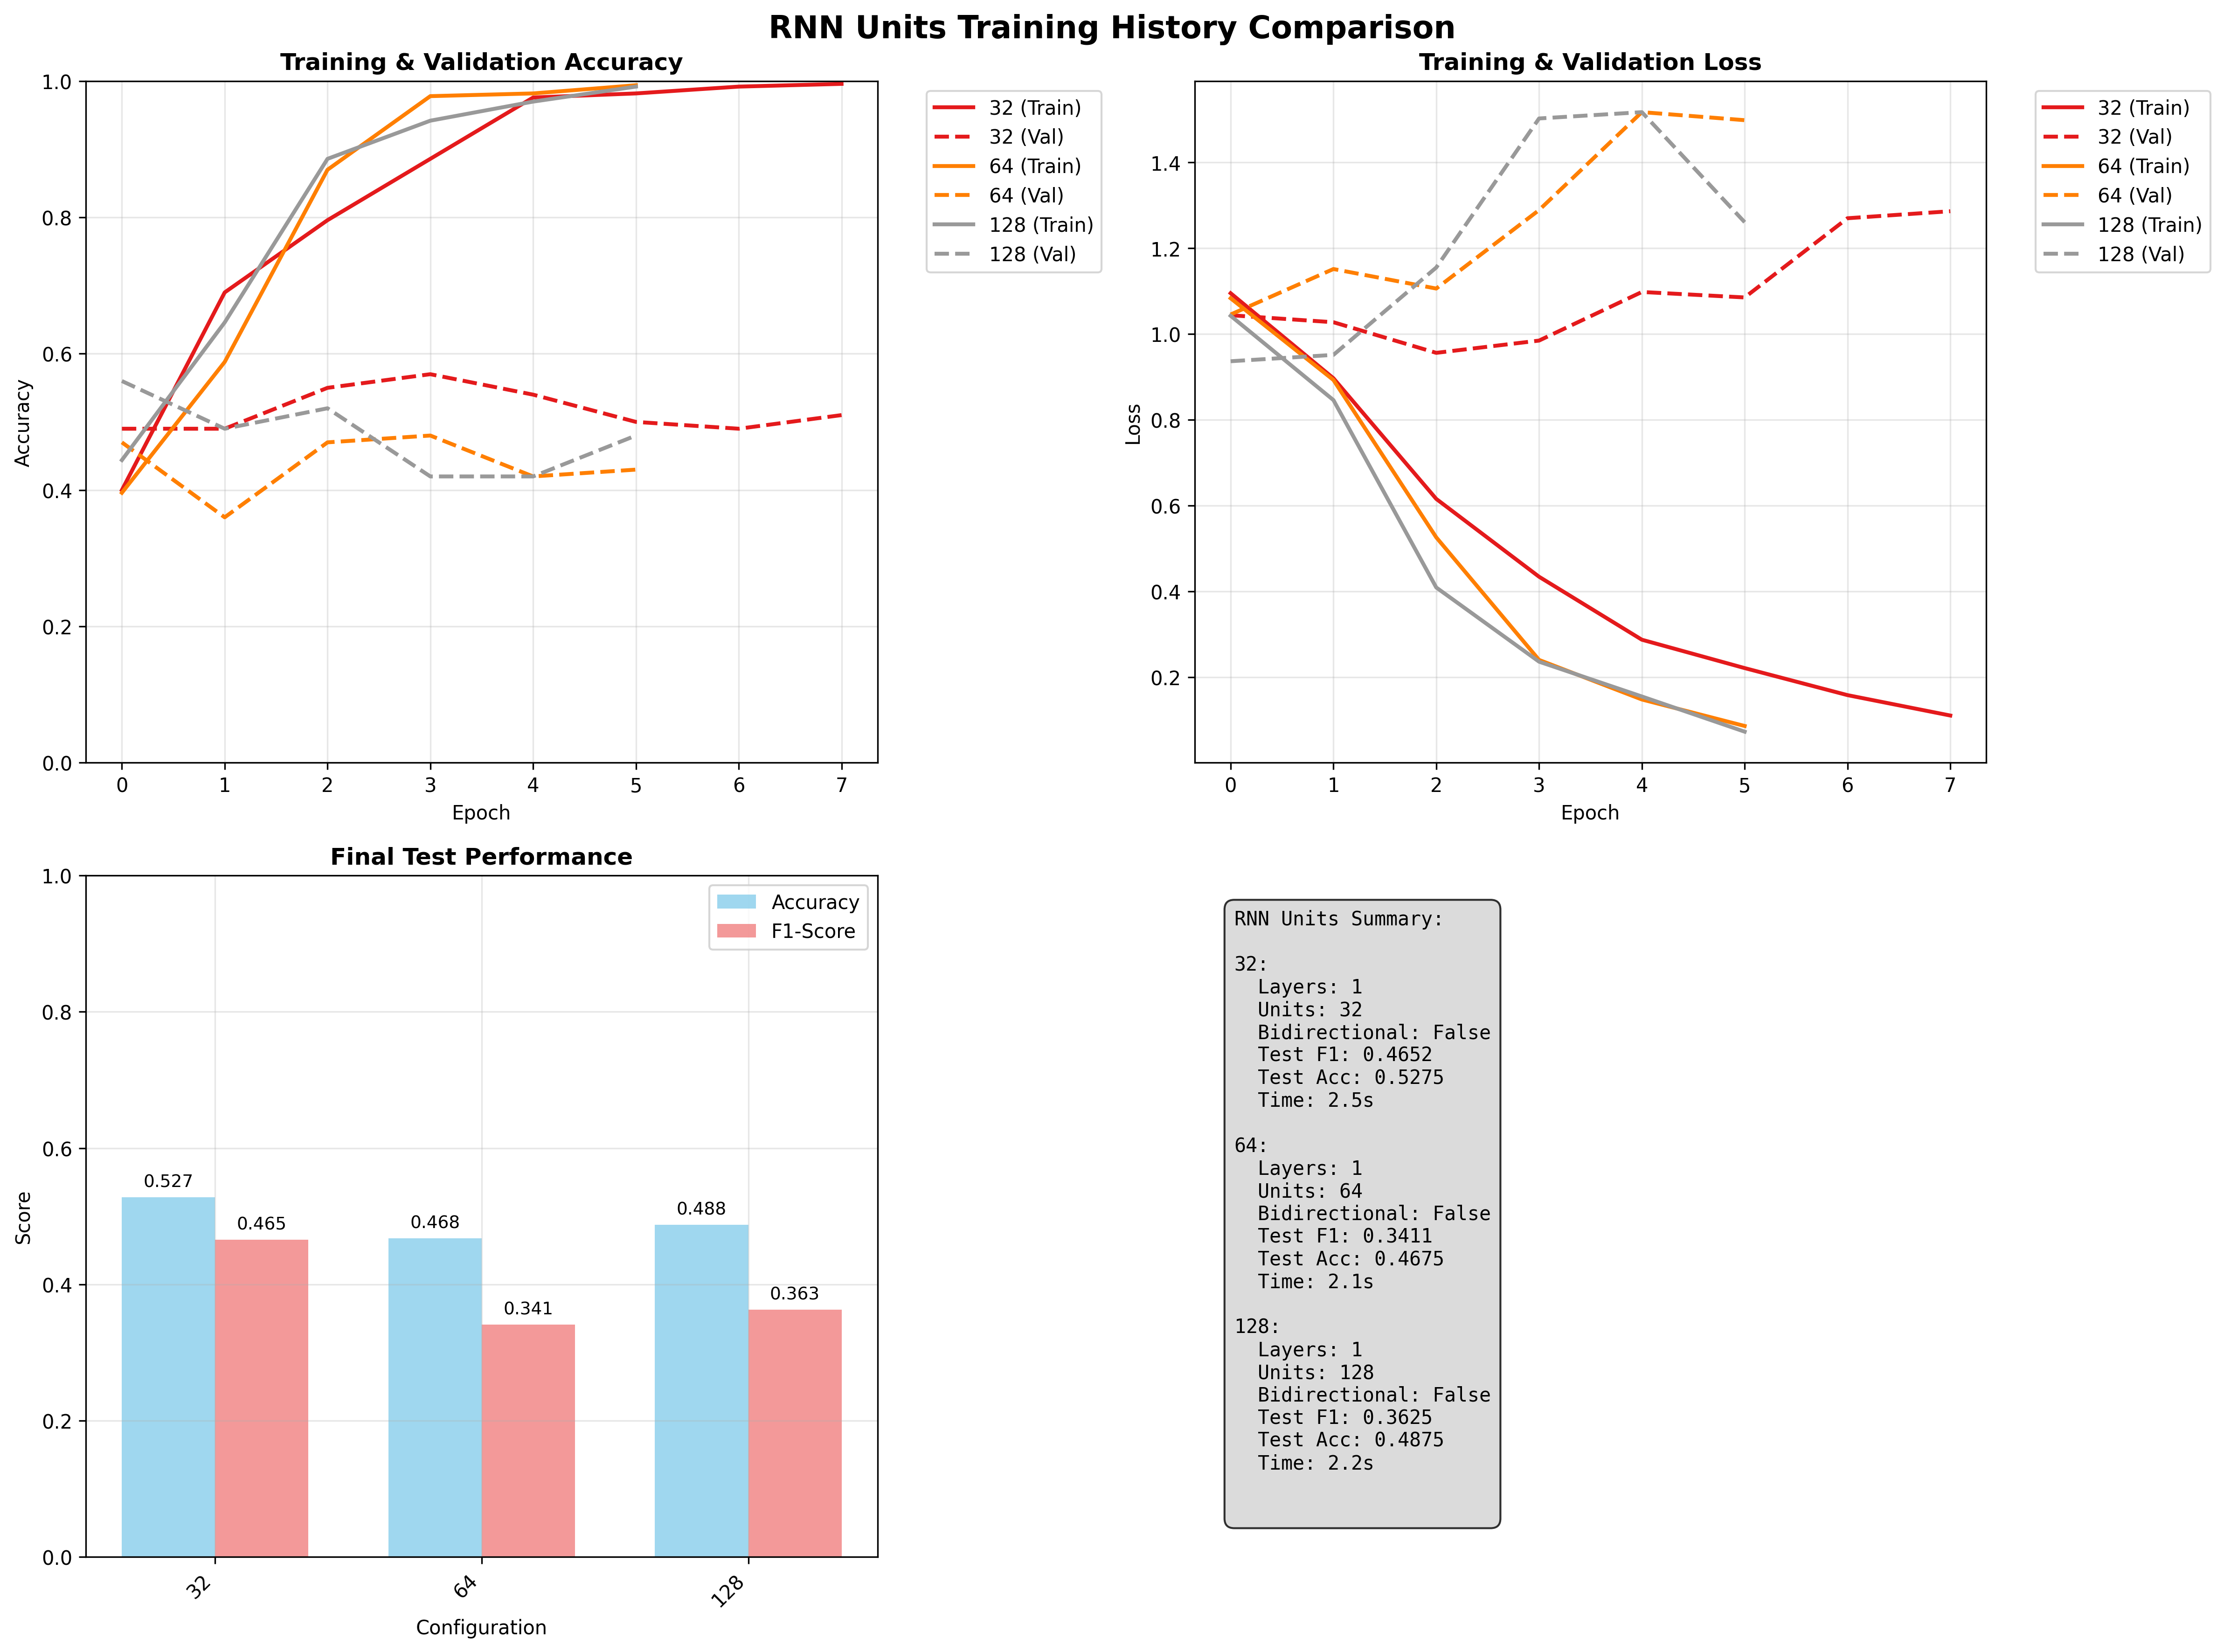 RNN Units Training History Comparison
Training & Validation Accuracy
1.0
0.8
0.6
0.4
0.2
0.0
Accuracy
0 1 2 3 4 5 6 7
Epoch
32 (Train)
32 (Val)
64 (Train)
64 (Val)
128 (Train)
128 (Val)
Training & Validation Loss
1.4
1.2
1.0
0.8
0.6
0.4
0.2
Loss
0 1 2 3 4 5 6 7
Epoch
32 (Train)
32 (Val)
64 (Train)
64 (Val)
128 (Train)
128 (Val)
Final Test Performance
1.0
0.8
0.6
0.4
0.2
0.0
Score
Accuracy
F1-Score
0.527
0.465
0.468
0.341
0.488
0.363
32
64
128
Configuration
RNN Units Summary:
32:
Layers: 1
Units: 32
Bidirectional: False
Test F1: 0.4652
Test Acc: 0.5275
Time: 2.5s
64:
Layers: 1
Units: 64
Bidirectional: False
Test F1: 0.3411
Test Acc: 0.4675
Time: 2.1s
128:
Layers: 1
Units: 128
Bidirectional: False
Test F1: 0.3625
Test Acc: 0.4875
Time: 2.2s